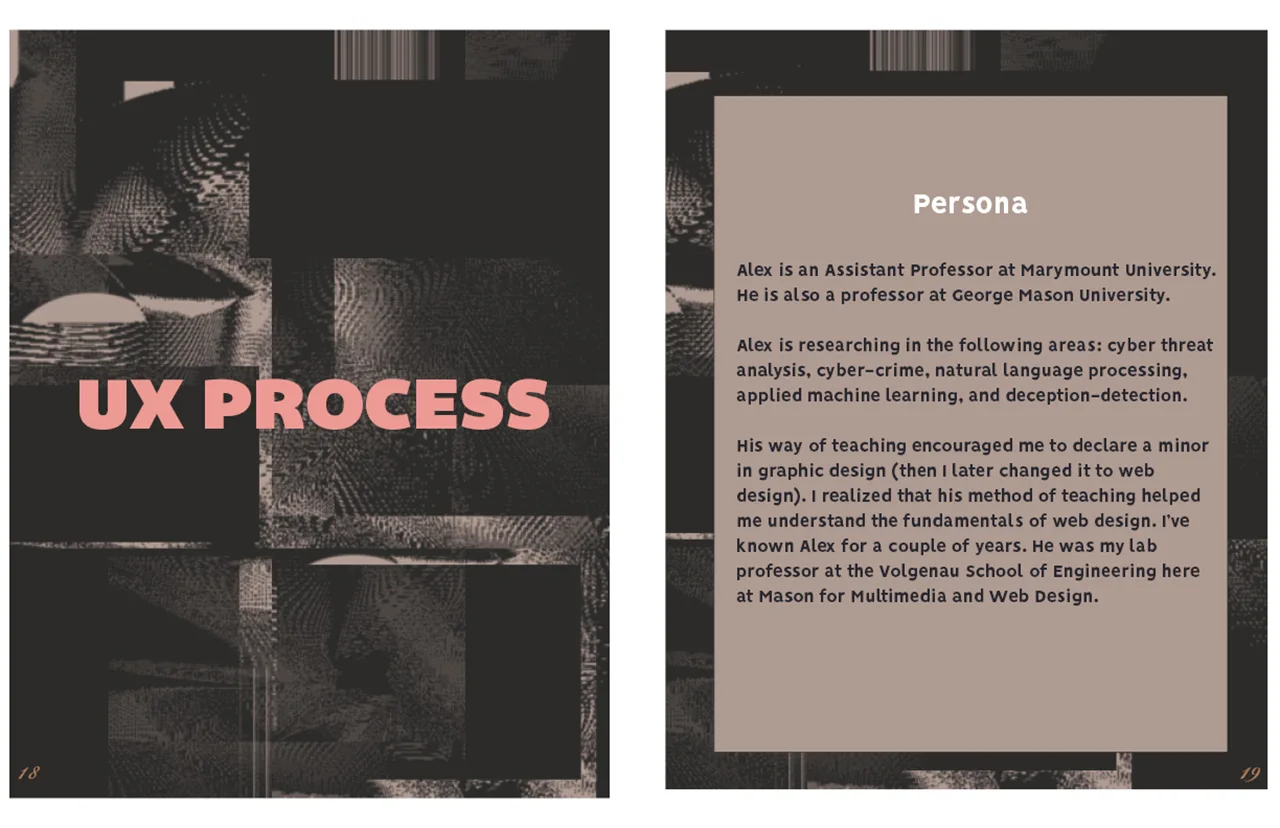 UX PROCESS
18
Persona
Alex is an Assistant Professor at Marymount University.
He is also a professor at George Mason University.
Alex is researching in the following areas: cyber threat
analysis, cyber-crime, natural language processing,
applied machine learning, and deception-detection.
His way of teaching encouraged me to declare a minor
in graphic design (then I later changed it to web
design). I realized that his method of teaching helped
me understand the fundamentals of web design. I've
known Alex for a couple of years. He was my lab
professor at the Volgenau School of Engineering here
at Mason for Multimedia and Web Design.
19